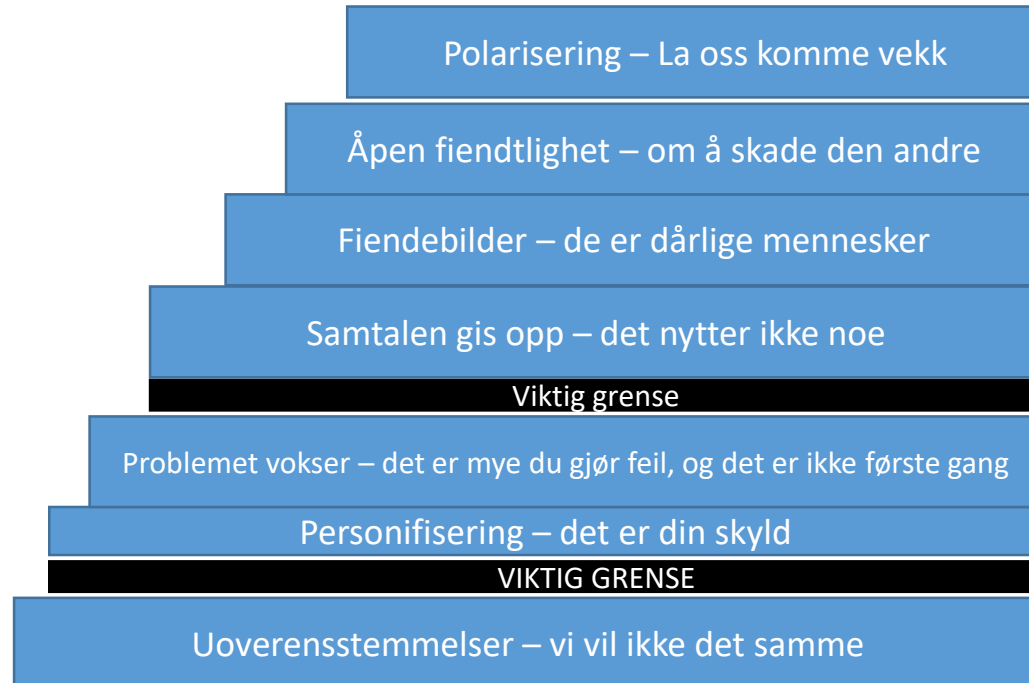 Polarisering – La oss komme vekk
Åpen fiendtlighet – om å skade den andre
Fiendebilder – de er dårlige mennesker
Samtalen gis opp – det nytter ikke noe
Viktig grense
Problemet vokser – det er mye du gjør feil, og det er ikke første gang
Personifisering – det er din skyld
VIKTIG GRENSE
Uoverensstemmelser – vi vil ikke det samme